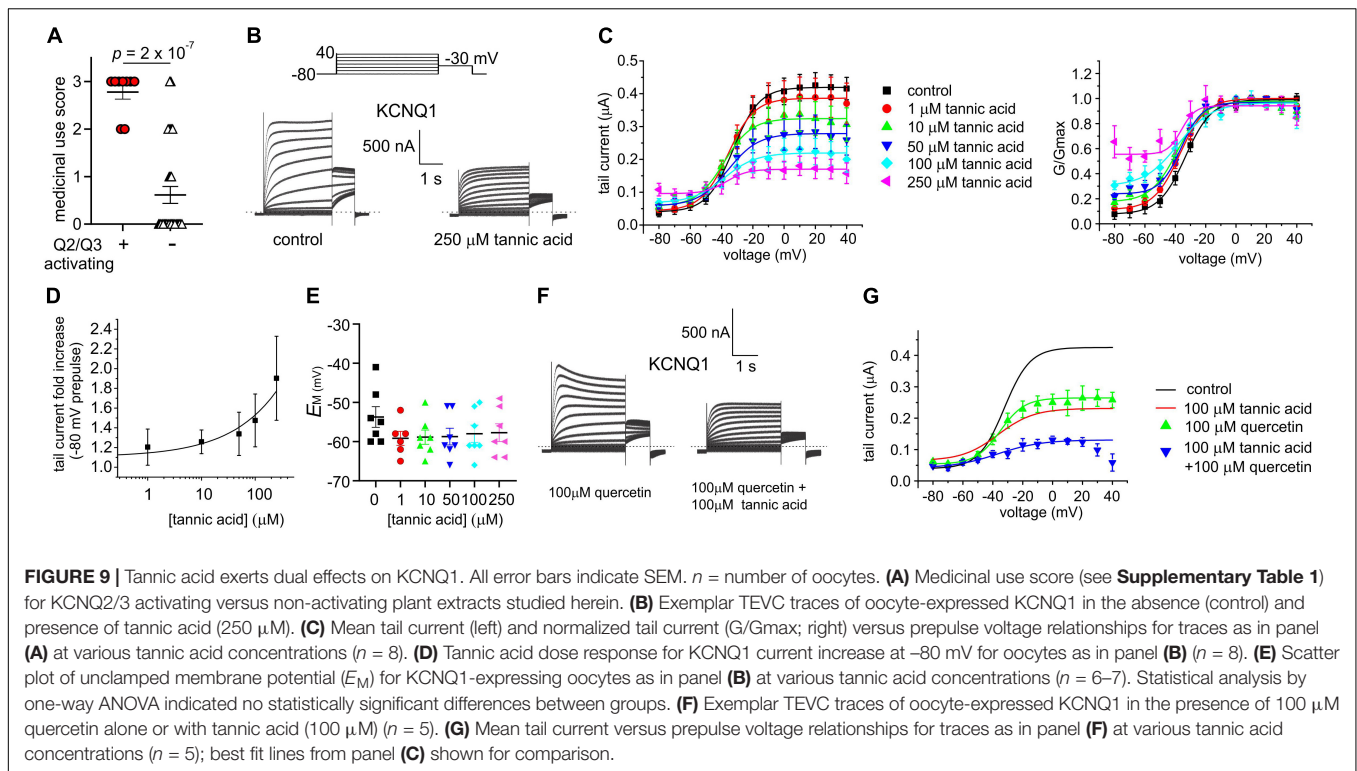 A
p = 2 x 10-7
medicinal use score
3
2
1
0
Q2/Q3 + -
activating
B
40
-80
-30 mV
KCNQ1
500 nA
1 s
control
250 μM tannic acid
C
tail current (μA)
0.5
0.4
0.3
0.2
0.1
0.0
-80 -60 -40 -20 0 20 40
voltage (mV)
control
1 μM tannic acid
10 μM tannic acid
50 μM tannic acid
100 μM tannic acid
250 μM tannic acid
G/Gmax
1.2
1.0
0.8
0.6
0.4
0.2
0.0
-80 -60 -40 -20 0 20 40
voltage (mV)
D
tail current fold increase
(-80 mV prepulse)
2.4
2.2
2.0
1.8
1.6
1.4
1.2
1.0
1 10 100
[tannic acid] (μM)
E
EM (mV)
-30
-40
-50
-60
-70
0 1 10 50 100 250
[tannic acid] (μM)
F
500 nA
1 s
KCNQ1
100μM quercetin
100μM quercetin +
100μM tannic acid
G
tail current (μA)
0.4
0.3
0.2
0.1
0.0
-80 -60 -40 -20 0 20 40
voltage (mV)
control
100 μM tannic acid
100 μM quercetin
100 μM tannic acid
+100 μM quercetin
FIGURE 9 | Tannic acid exerts dual effects on KCNQ1. All error bars indicate SEM. n = number of oocytes. (A) Medicinal use score (see Supplementary Table 1)
for KCNQ2/3 activating versus non-activating plant extracts studied herein. (B) Exemplar TEVC traces of oocyte-expressed KCNQ1 in the absence (control) and
presence of tannic acid (250 μM). (C) Mean tail current (left) and normalized tail current (G/Gmax; right) versus prepulse voltage relationships for traces as in panel
(A) at various tannic acid concentrations (n = 8). (D) Tannic acid dose response for KCNQ1 current increase at –80 mV for oocytes as in panel (B) (n = 8). (E) Scatter
plot of unclamped membrane potential (EM) for KCNQ1-expressing oocytes as in panel (B) at various tannic acid concentrations (n = 6–7). Statistical analysis by
one-way ANOVA indicated no statistically significant differences between groups. (F) Exemplar TEVC traces of oocyte-expressed KCNQ1 in the presence of 100 μM
quercetin alone or with tannic acid (100 μM) (n = 5). (G) Mean tail current versus prepulse voltage relationships for traces as in panel (F) at various tannic acid
concentrations (n = 5); best fit lines from panel (C) shown for comparison.